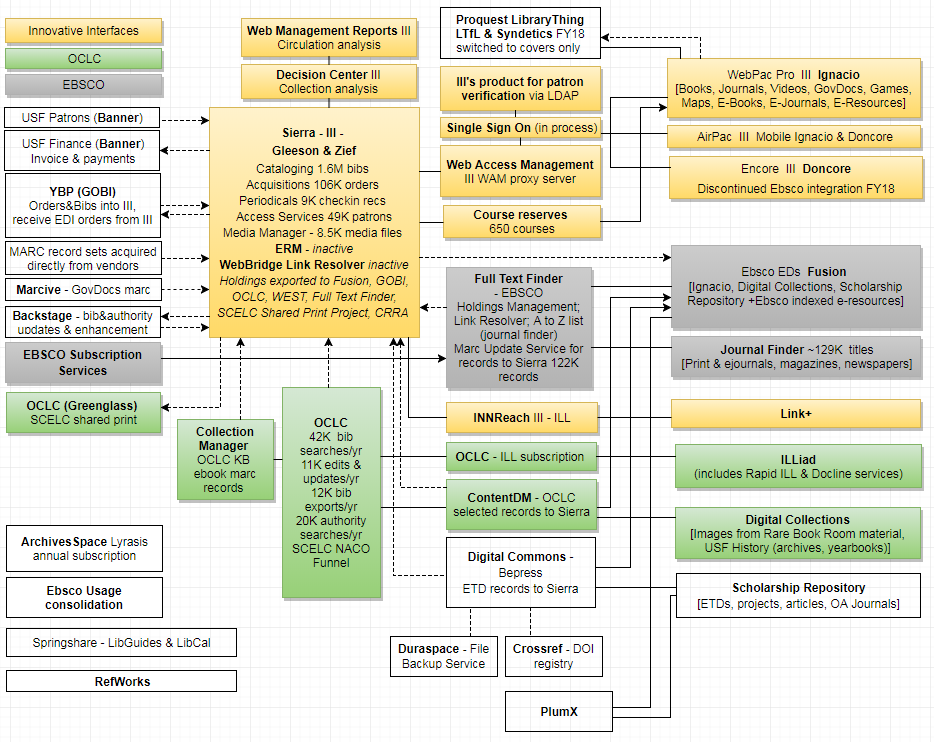 Innovative Interfaces
OCLC
EBSCO
Web Management Reports III
Circulation analysis
Decision Center III
Collection analysis
Proquest LibraryThing
LTfL & Syndetics FY18
switched to covers only
III's product for patron
verification via LDAP
Single Sign On (in process)
Web Access Management
III WAM proxy server
Course reserves
650 courses
WebPac Pro III Ignacio
[Books, Journals, Videos, GovDocs, Games,
Maps, E-Books, E-Journals, E-Resources]
AirPac III Mobile Ignacio & Doncore
Encore III Doncore
Discontinued Ebsco integration FY18
USF Patrons (Banner)
USF Finance (Banner)
Invoice & payments
YBP (GOBI)
Orders&Bibs into III,
receive EDI orders from III
MARC record sets acquired
directly from vendors
Marcive - GovDocs marc
Backstage - bib&authority
updates & enhancement
EBSCO Subscription
Services
OCLC (Greenglass)
SCELC shared print
Sierra - III -
Gleeson & Zief
Cataloging 1.6M bibs
Acquisitions 106K orders
Periodicals 9K checkin recs
Access Services 49K patrons
Media Manager - 8.5K media files
ERM - inactive
WebBridge Link Resolver inactive
Holdings exported to Fusion, GOBI,
OCLC, WEST, Full Text Finder,
SCELC Shared Print Project, CRRA
Full Text Finder
- EBSCO
Holdings Management;
Link Resolver; A to Z list
(journal finder)
Marc Update Service for
records to Sierra 122K
records
Ebsco EDs Fusion
[Ignacio, Digital Collections, Scholarship
Repository +Ebsco indexed e-resources]
Journal Finder ~129K titles
[Print & ejournals, magazines, newspapers]
Collection
Manager
OCLC KB
ebook marc
records
OCLC
42K bib
searches/yr
11K edits &
updates/yr
12K bib
exports/yr
20K authority
searches/yr
SCELC NACO
Funnel
INNReach III - ILL
Link+
OCLC - ILL subscription
ILLiad
(includes Rapid ILL & Docline services)
ContentDM - OCLC
selected records to Sierra
Digital Collections
[Images from Rare Book Room material,
USF History (archives, yearbooks)]
Digital Commons -
Bepress
ETD records to Sierra
Scholarship Repository
[ETDs, projects, articles, OA Journals]
Duraspace - File
Backup Service
Crossref - DOI
registry
PlumX
ArchivesSpace Lyrasis
annual subscription
Ebsco Usage
consolidation
Springshare - LibGuides & LibCal
RefWorks